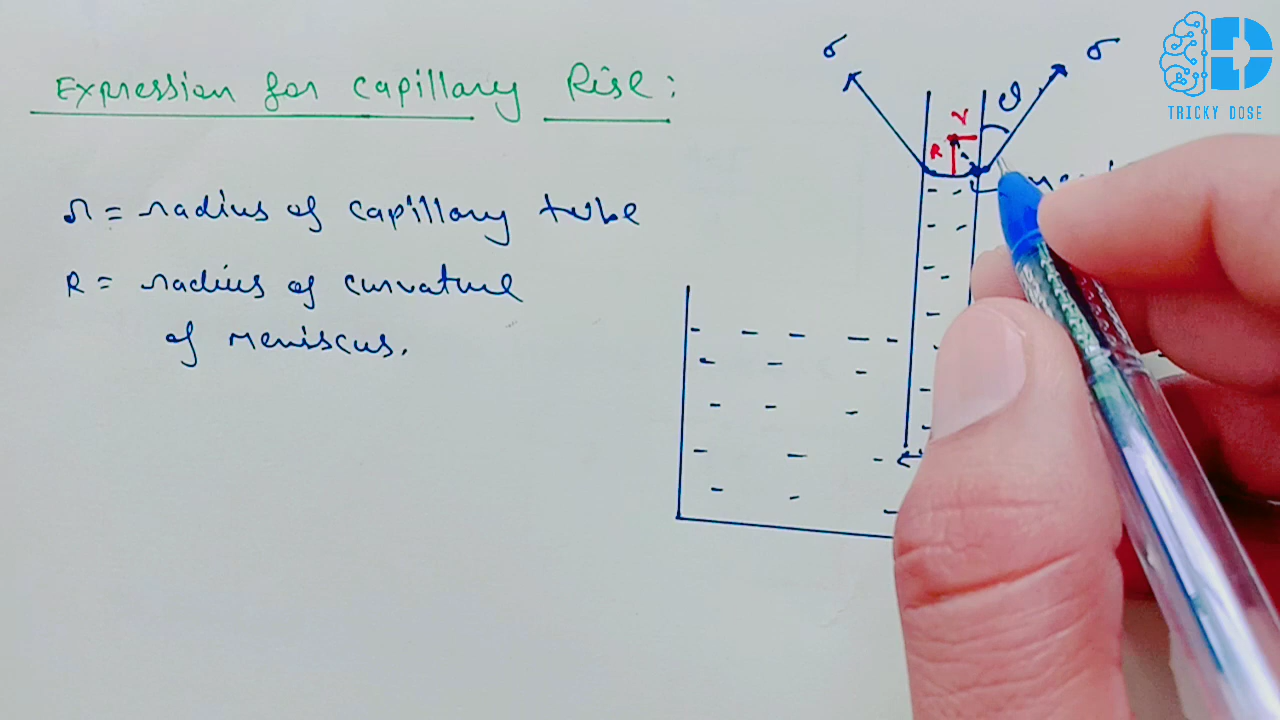 Expression for Capillary Rise:
r = radius of capillary tube
R = radius of curvature
of meniscus.
σ
σ
θ
r
R
TRICKY DOSE